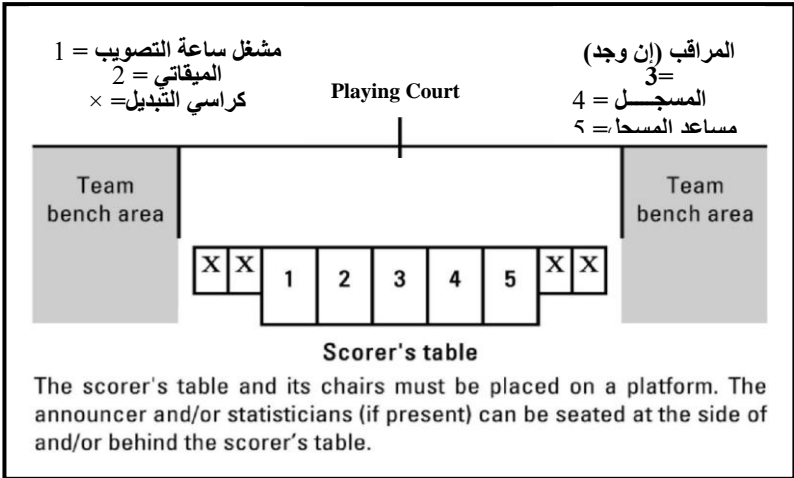 مشغل ساعة التصويب = 1
الميقاتي = 2
كراسي التبديل= ×
Playing Court
المراقب (إن وجد)
=3
المسجــــل = 4
مساعد المسجل= 5
Team
bench area
Team
bench area
X X 1 2 3 4 5 X X
Scorer's table
The scorer's table and its chairs must be placed on a platform. The
announcer and/or statisticians (if present) can be seated at the side of
and/or behind the scorer's table.